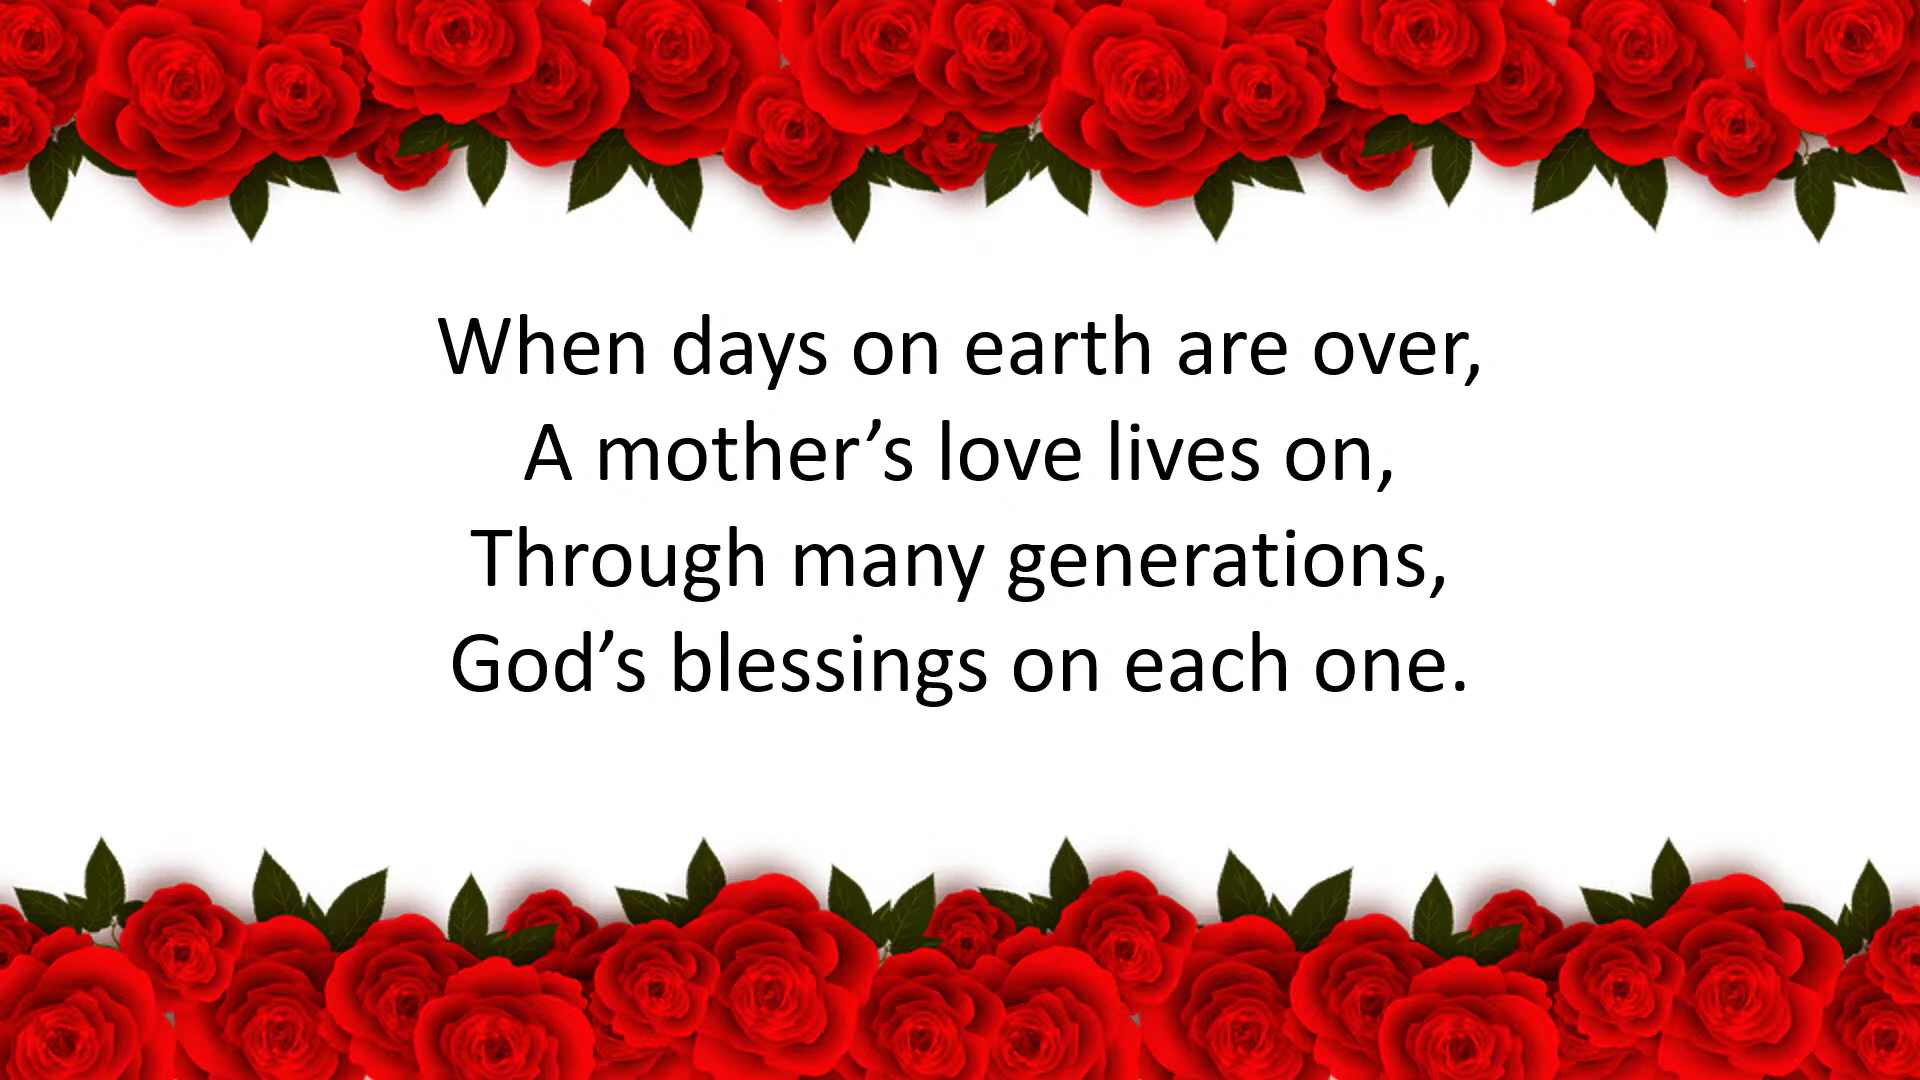 When days on earth are over,
A mother’s love lives on,
Through many generations,
God’s blessings on each one.